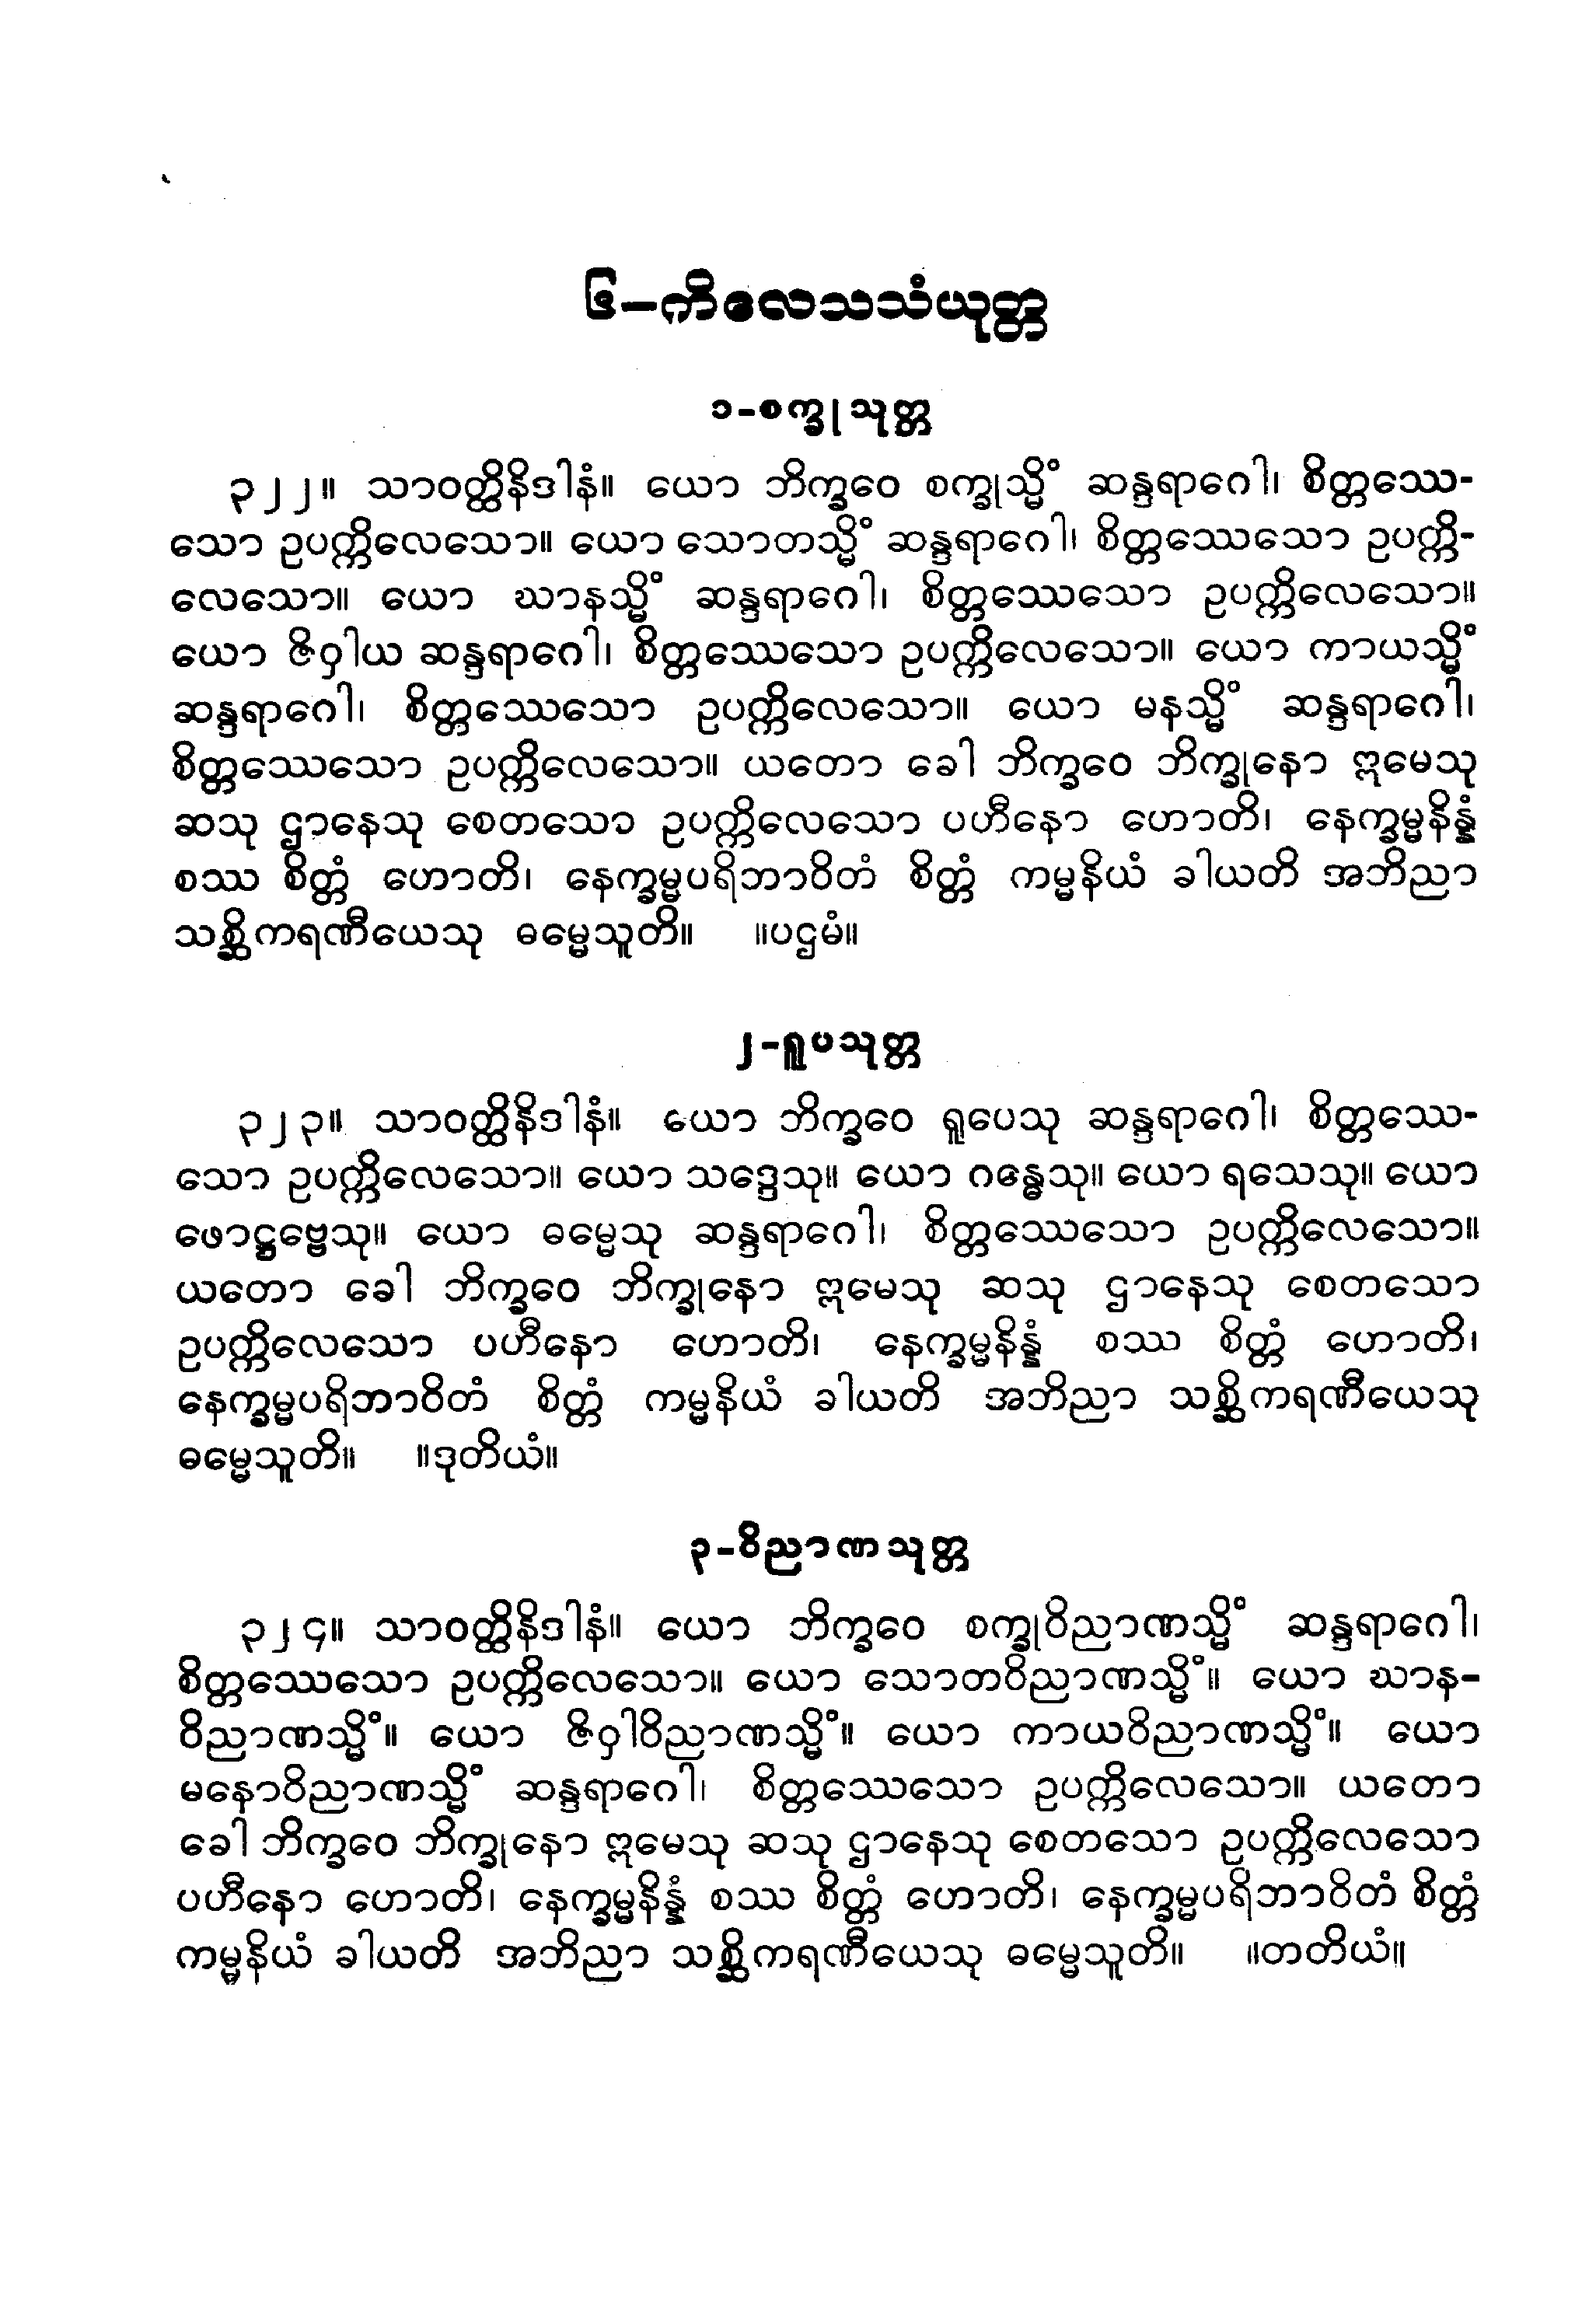 ၆–ကိလေသသံယုတ္တ
၁-စက္ခုသုတ္တ
၃၂၂။ သာဝတ္ထိနိဒါနံ။ ယော ဘိက္ခဝေ စက္ခုသ္မိံ ဆန္ဒရာဂေါ၊ စိတ္တဿေ-
သော ဥပက္ကိလေသော။ ယော သောတသ္မိံ ဆန္ဒရာဂေါ၊ စိတ္တဿေသော ဥပက္ကိ-
လေသော။ ယော ဃာနသ္မိံ ဆန္ဒရာဂေါ၊ စိတ္တဿေသော ဥပက္ကိလေသော။
ယော ဇိဝှါယ ဆန္ဒရာဂေါ၊ စိတ္တဿေသော ဥပက္ကိလေသော။ ယော ကာယသ္မိံ
ဆန္ဒရာဂေါ၊ စိတ္တဿေသော ဥပက္ကိလေသော။ ယော မနသ္မိံ ဆန္ဒရာဂေါ၊
စိတ္တဿေသော ဥပက္ကိလေသော။ ယတော ခေါ ဘိက္ခဝေ ဘိက္ခုနော ဣမေသု
ဆသု ဌာနေသု စေတသော ဥပက္ကိလေသော ပဟီနော ဟောတိ၊ နေက္ခမ္မနိန္နံ
စဿ စိတ္တံ ဟောတိ၊ နေက္ခမ္မပရိဘာဝိတံ စိတ္တံ ကမ္မနိယံ ခါယတိ အဘိညာ
သစ္ဆိကရဏီယေသု ဓမ္မေသူတိ။ ။ပဌမံ။
၂-ရူပသုတ္တ
၃၂၃။ သာဝတ္ထိနိဒါနံ။ ယော ဘိက္ခဝေ ရူပေသု ဆန္ဒရာဂေါ၊ စိတ္တဿေ-
သော ဥပက္ကိလေသော။ ယော သဒ္ဒေသု။ ယော ဂန္ဓေသု။ ယော ရသေသု။ ယော
ဖောဋ္ဌဗ္ဗေသု။ ယော ဓမ္မေသု ဆန္ဒရာဂေါ၊ စိတ္တဿေသော ဥပက္ကိလေသော။
ယတော ခေါ ဘိက္ခဝေ ဘိက္ခုနော ဣမေသု ဆသု ဌာနေသု စေတသော
ဥပက္ကိလေသော ပဟီနော ဟောတိ၊ နေက္ခမ္မနိန္နံ စဿ စိတ္တံ ဟောတိ၊
နေက္ခမ္မပရိဘာဝိတံ စိတ္တံ ကမ္မနိယံ ခါယတိ အဘိညာ သစ္ဆိကရဏီယေသု
ဓမ္မေသူတိ။ ။ဒုတိယံ။
၃-ဝိညာဏသုတ္တ
၃၂၄။ သာဝတ္ထိနိဒါနံ။ ယော ဘိက္ခဝေ စက္ခုဝိညာဏသ္မိံ ဆန္ဒရာဂေါ၊
စိတ္တဿေသော ဥပက္ကိလေသော။ ယော သောတဝိညာဏသ္မိံ။ ယော ဃာန-
ဝိညာဏသ္မိံ။ ယော ဇိဝှါဝိညာဏသ္မိံ။ ယော ကာယဝိညာဏသ္မိံ။ ယော
မနောဝိညာဏသ္မိံ ဆန္ဒရာဂေါ၊ စိတ္တဿေသော ဥပက္ကိလေသော။ ယတော
ခေါ ဘိက္ခဝေ ဘိက္ခုနော ဣမေသု ဆသု ဌာနေသု စေတသော ဥပက္ကိလေသော
ပဟီနော ဟောတိ၊ နေက္ခမ္မနိန္နံ စဿ စိတ္တံ ဟောတိ၊ နေက္ခမ္မပရိဘာဝိတံ စိတ္တံ
ကမ္မနိယံ ခါယတိ အဘိညာ သစ္ဆိကရဏီယေသု ဓမ္မေသူတိ။ ။တတိယံ။